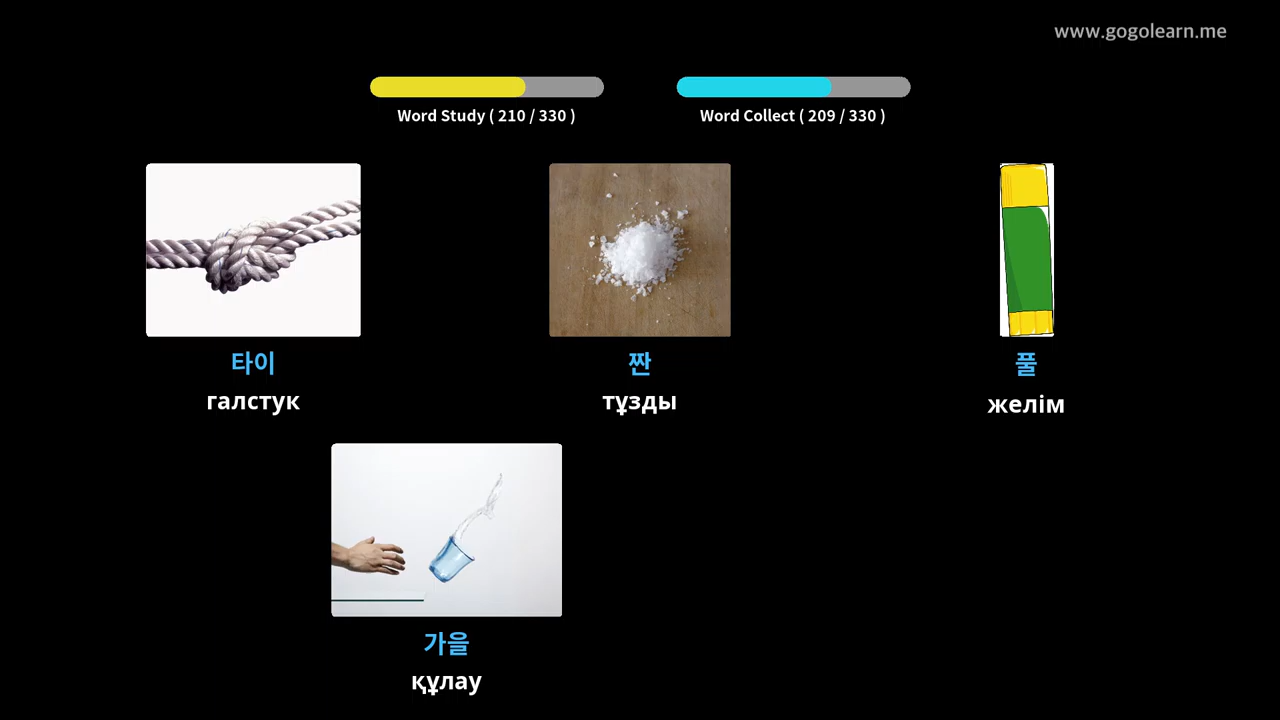 www.gogolearn.me
Word Study ( 210 / 330 )
Word Collect ( 209 / 330 )
타이
галстук
짠
тұзды
풀
желім
가을
құлау